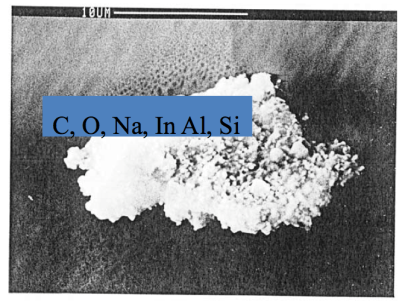 10UM
C, O, Na, In Al, Si